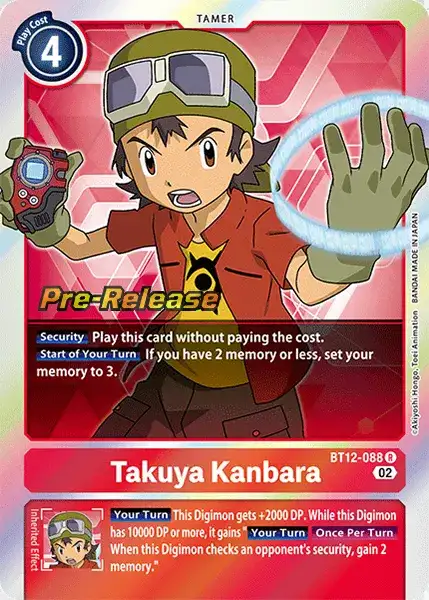 TAMER
Play Cost
4
Pre-Release
Security Play this card without paying the cost.
Start of Your Turn If you have 2 memory or less, set your
memory to 3.
©Akiyoshi Hongo, Toei Animation BANDAI MADE IN JAPAN
BT12-088 R
Takuya Kanbara
02
Inherited Effect
Your Turn This Digimon gets +2000 DP. While this Digimon
has 10000 DP or more, it gains" Your Turn Once Per Turn
When this Digimon checks an opponent's security, gain 2
memory."